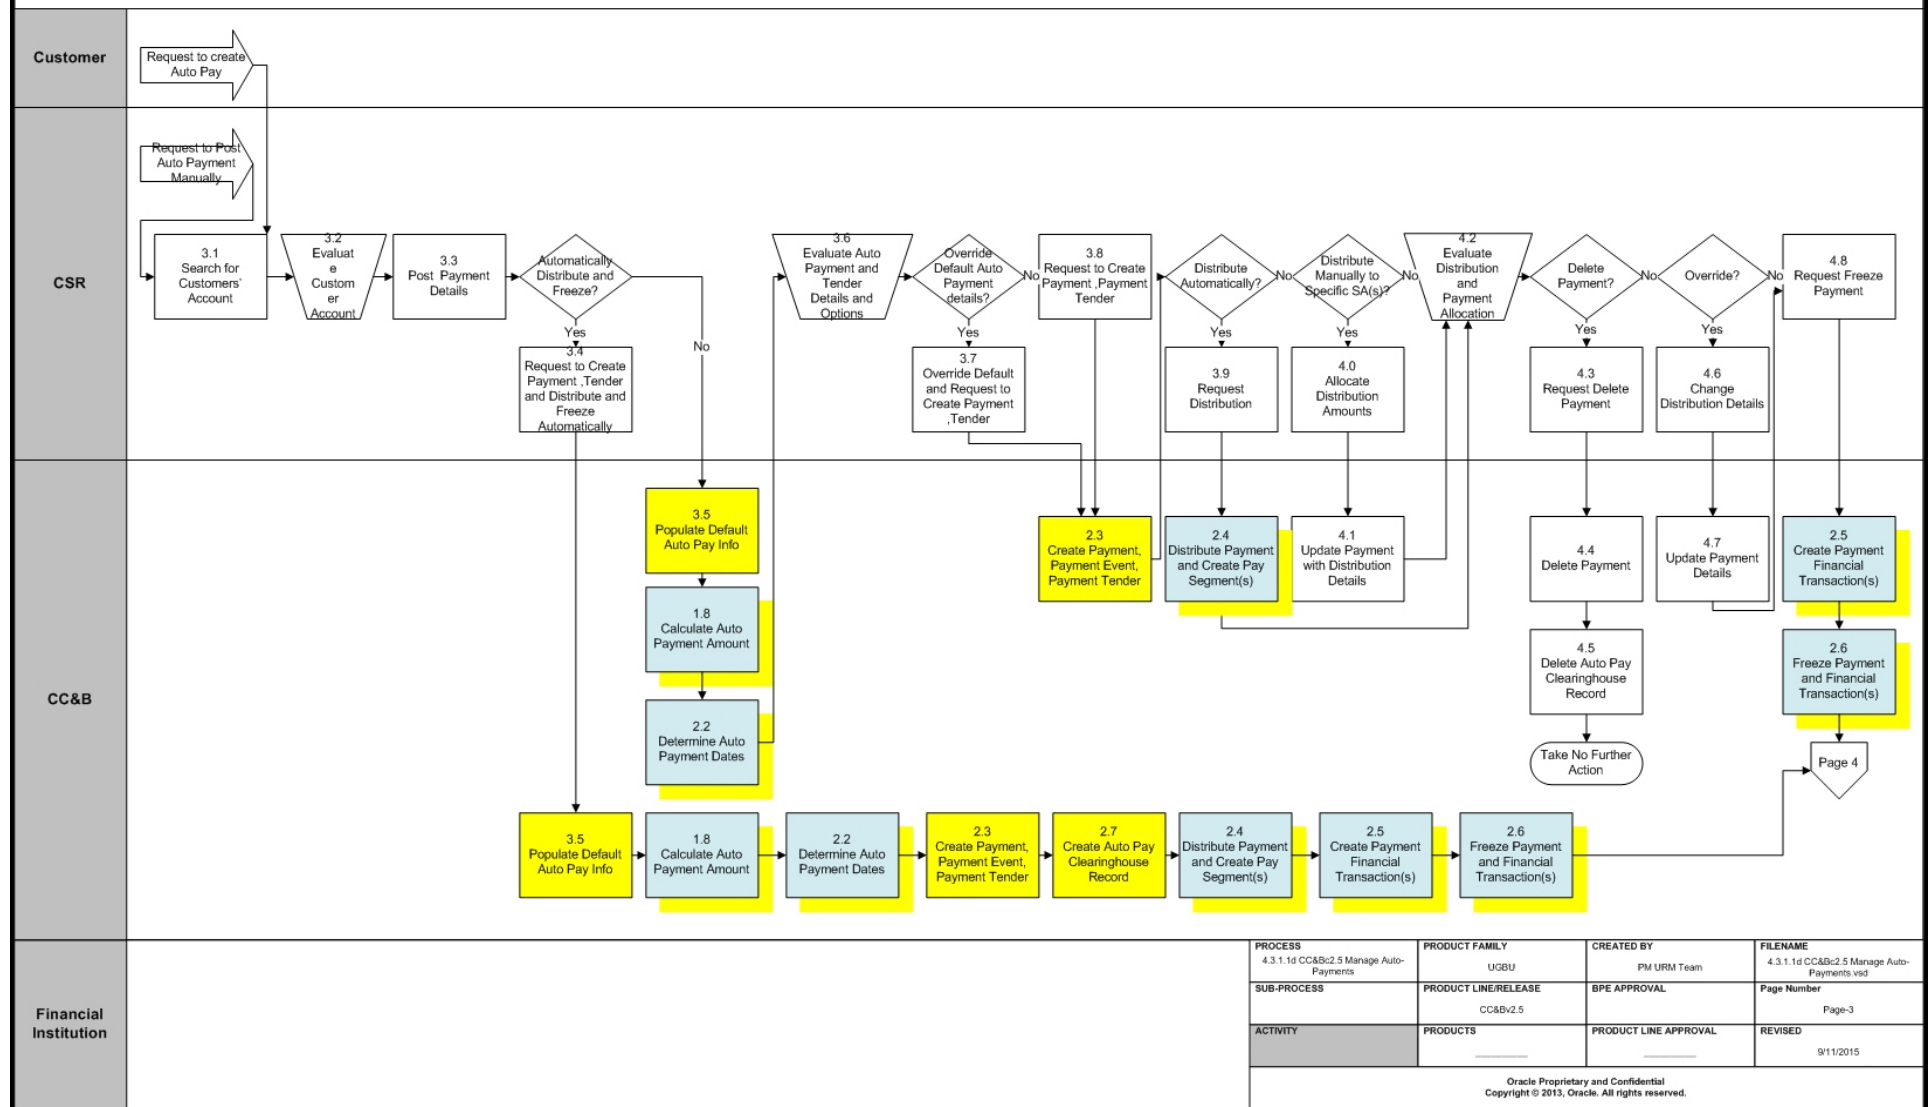 Customer
Request to create
Auto Pay
CSR
Request to Post
Auto Payment
Manually
3.1
Search for
Customers'
Account
3.2
Evaluat
e
Custom
er
Account
3.3
Post  Payment
Details
Automatically
Distribute and
Freeze?
Yes
No
3.4
Request to Create
Payment ,Tender
and Distribute and
Freeze
Automatically
3.6
Evaluate Auto
Payment and
Tender
Details and
Options
Override
Default Auto
Payment
details?
No
Yes
3.7
Override Default
and Request to
Create Payment
,Tender
3.8
Request to Create
Payment ,Payment
Tender
Distribute
Automatically?
No
Yes
3.9
Request
Distribution
Distribute
Manually to
Specific SA(s)?
No
Yes
4.0
Allocate
Distribution
Amounts
4.2
Evaluate
Distribution
and
Payment
Allocation
Delete
Payment?
No
Yes
4.3
Request Delete
Payment
Override?
No
Yes
4.6
Change
Distribution Details
4.8
Request Freeze
Payment
CC&B
3.5
Populate Default
Auto Pay Info
1.8
Calculate Auto
Payment Amount
2.2
Determine Auto
Payment Dates
2.3
Create Payment,
Payment Event,
Payment Tender
2.4
Distribute Payment
and Create Pay
Segment(s)
4.1
Update Payment
with Distribution
Details
4.4
Delete Payment
4.5
Delete Auto Pay
Clearinghouse
Record
Take No Further
Action
4.7
Update Payment
Details
2.5
Create Payment
Financial
Transaction(s)
2.6
Freeze Payment
and Financial
Transaction(s)
Page 4
3.5
Populate Default
Auto Pay Info
1.8
Calculate Auto
Payment Amount
2.2
Determine Auto
Payment Dates
2.3
Create Payment,
Payment Event,
Payment Tender
2.7
Create Auto Pay
Clearinghouse
Record
2.4
Distribute Payment
and Create Pay
Segment(s)
2.5
Create Payment
Financial
Transaction(s)
2.6
Freeze Payment
and Financial
Transaction(s)
Financial
Institution
PROCESS
4.3.1.1d CC&Bc2.5 Manage Auto-
Payments
PRODUCT FAMILY
UGBU
CREATED BY
PM URM Team
FILENAME
4.3.1.1d CC&Bc2.5 Manage Auto-
Payments.vsd
SUB-PROCESS
PRODUCT LINE/RELEASE
CC&Bv2.5
BPE APPROVAL
Page Number
Page-3
ACTIVITY
PRODUCTS
PRODUCT LINE APPROVAL
REVISED
9/11/2015
Oracle Proprietary and Confidential
Copyright © 2013, Oracle. All rights reserved.